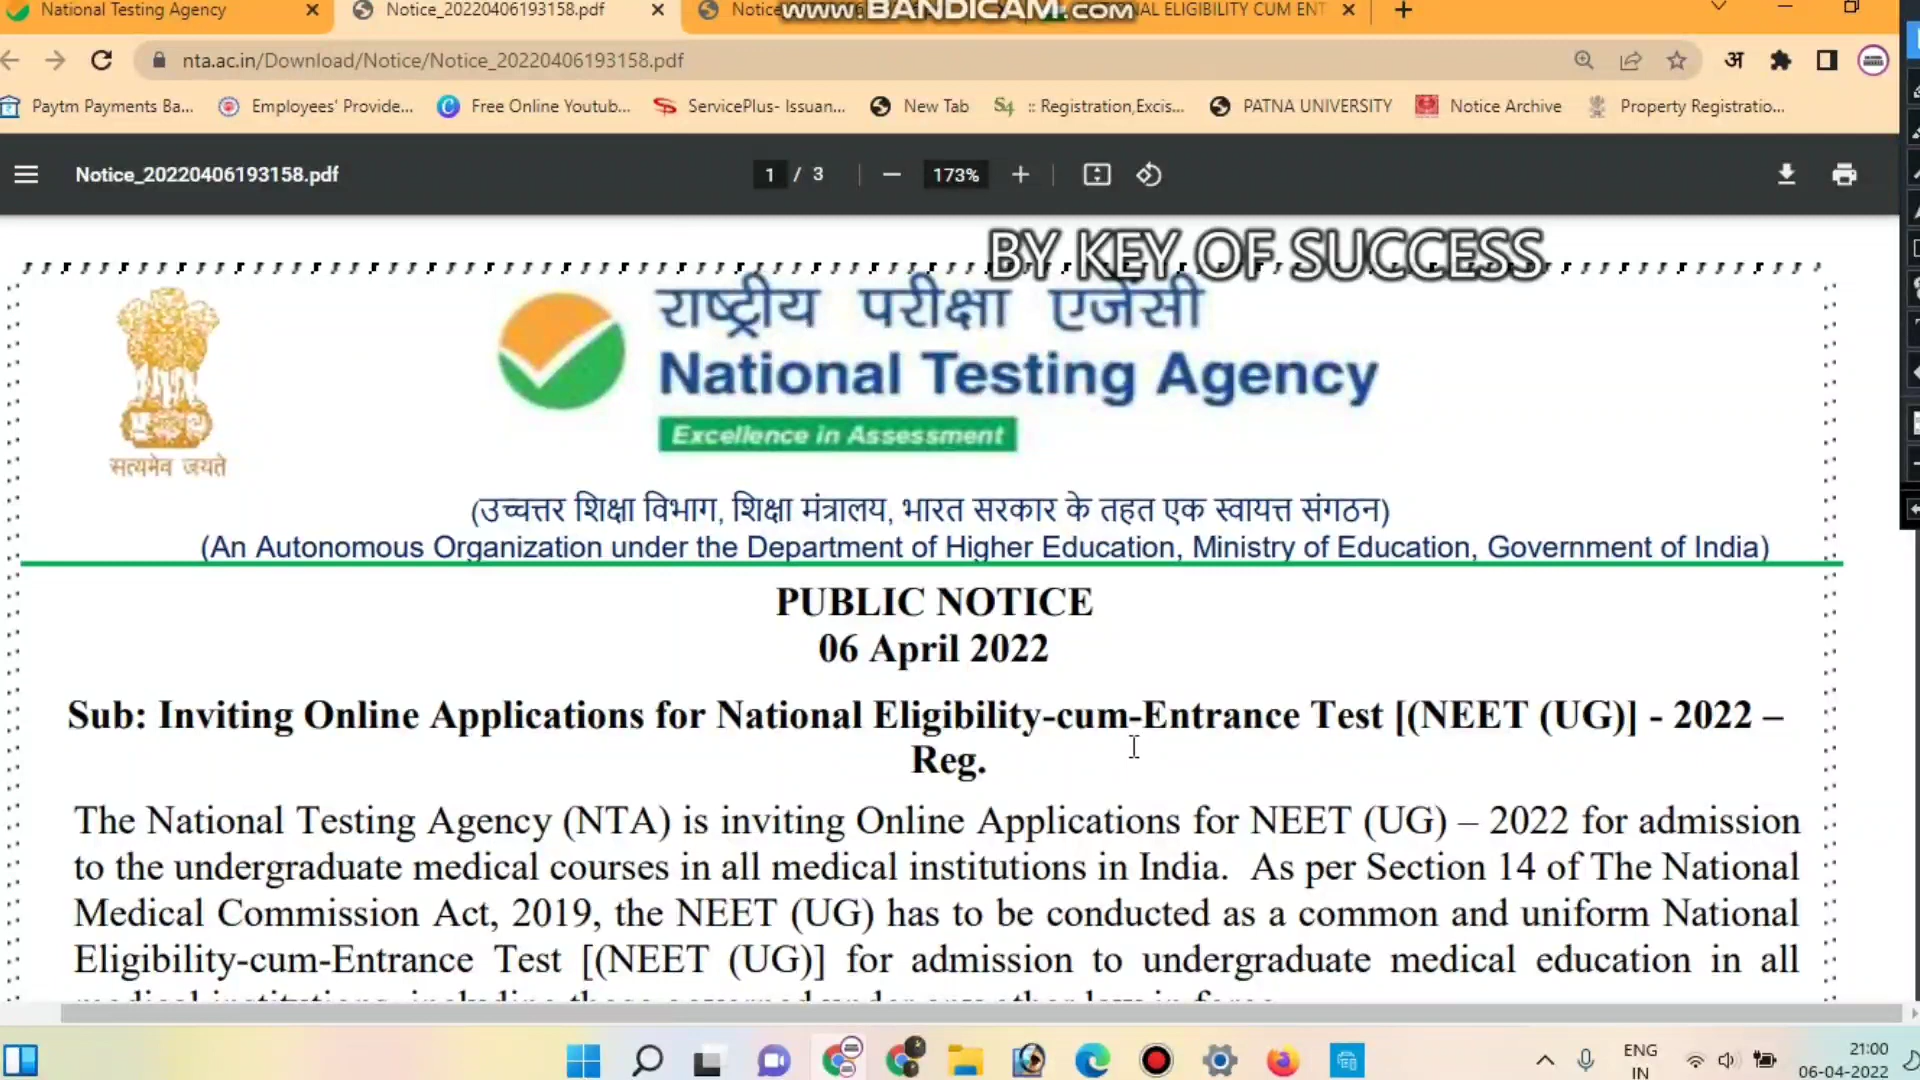 National Testing Agency
Notice_20220406193158.pdf
www.BANDICAM.com
NAL ELIGIBILITY CUM ENT
nta.ac.in/Download/Notice/Notice_20220406193158.pdf
अ
Paytm Payments Ba...
Employees' Provide...
Free Online Youtub...
ServicePlus- Issuan...
New Tab
:: Registration,Excis...
PATNA UNIVERSITY
Notice Archive
Property Registratio...
Notice_20220406193158.pdf
1 / 3
173%
BY KEY OF SUCCESS
राष्ट्रीय परीक्षा एजेंसी
National Testing Agency
Excellence in Assessment
सत्यमेव जयते
(उच्चत्तर शिक्षा विभाग, शिक्षा मंत्रालय, भारत सरकार के तहत एक स्वायत्त संगठन)
(An Autonomous Organization under the Department of Higher Education, Ministry of Education, Government of India)
PUBLIC NOTICE
06 April 2022
Sub: Inviting Online Applications for National Eligibility-cum-Entrance Test [(NEET (UG)] - 2022 –
Reg.
The National Testing Agency (NTA) is inviting Online Applications for NEET (UG) – 2022 for admission
to the undergraduate medical courses in all medical institutions in India. As per Section 14 of The National
Medical Commission Act, 2019, the NEET (UG) has to be conducted as a common and uniform National
Eligibility-cum-Entrance Test [(NEET (UG)] for admission to undergraduate medical education in all
ENG
IN
21:00
06-04-2022